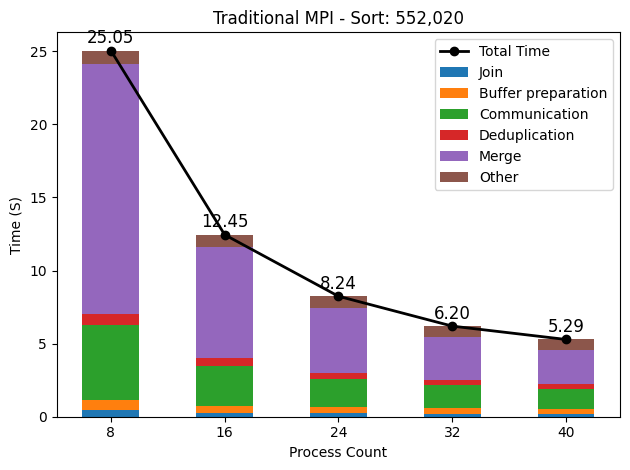 Traditional MPI - Sort: 552,020
Time (S)
25
20
15
10
5
0
25.05
12.45
8.24
6.20
5.29
Total Time
Join
Buffer preparation
Communication
Deduplication
Merge
Other
8 16 24 32 40
Process Count